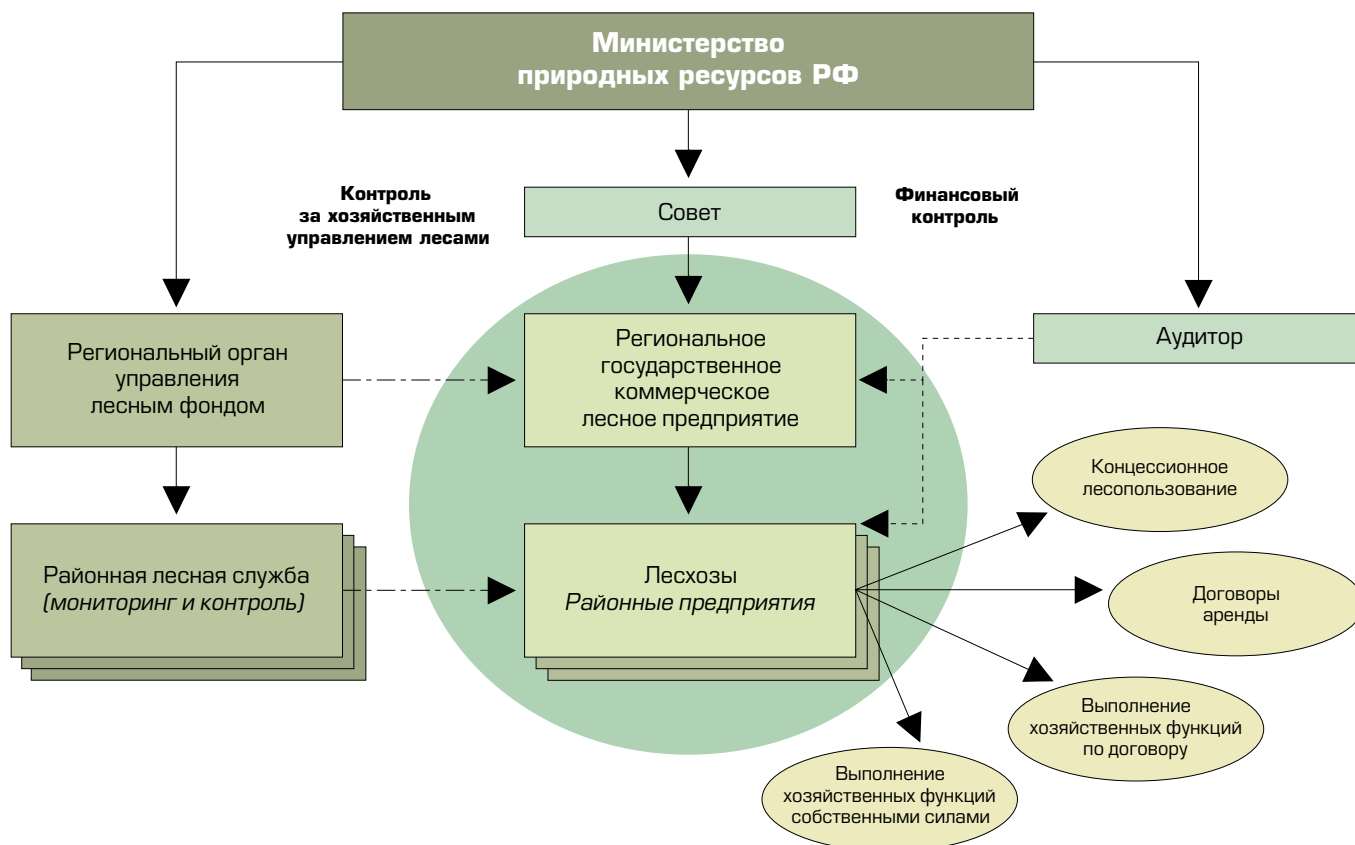 Министерство
природных ресурсов РФ
Контроль
за хозяйственным
управлением лесами
Совет
Финансовый
контроль
Региональный орган
управления
лесным фондом
Региональное
государственное
коммерческое
лесное предприятие
Аудитор
Районная лесная служба
(мониторинг и контроль)
Лесхозы
Районные предприятия
Концессионное
лесопользование
Договоры
аренды
Выполнение
хозяйственных функций
по договору
Выполнение
хозяйственных функций
собственными силами